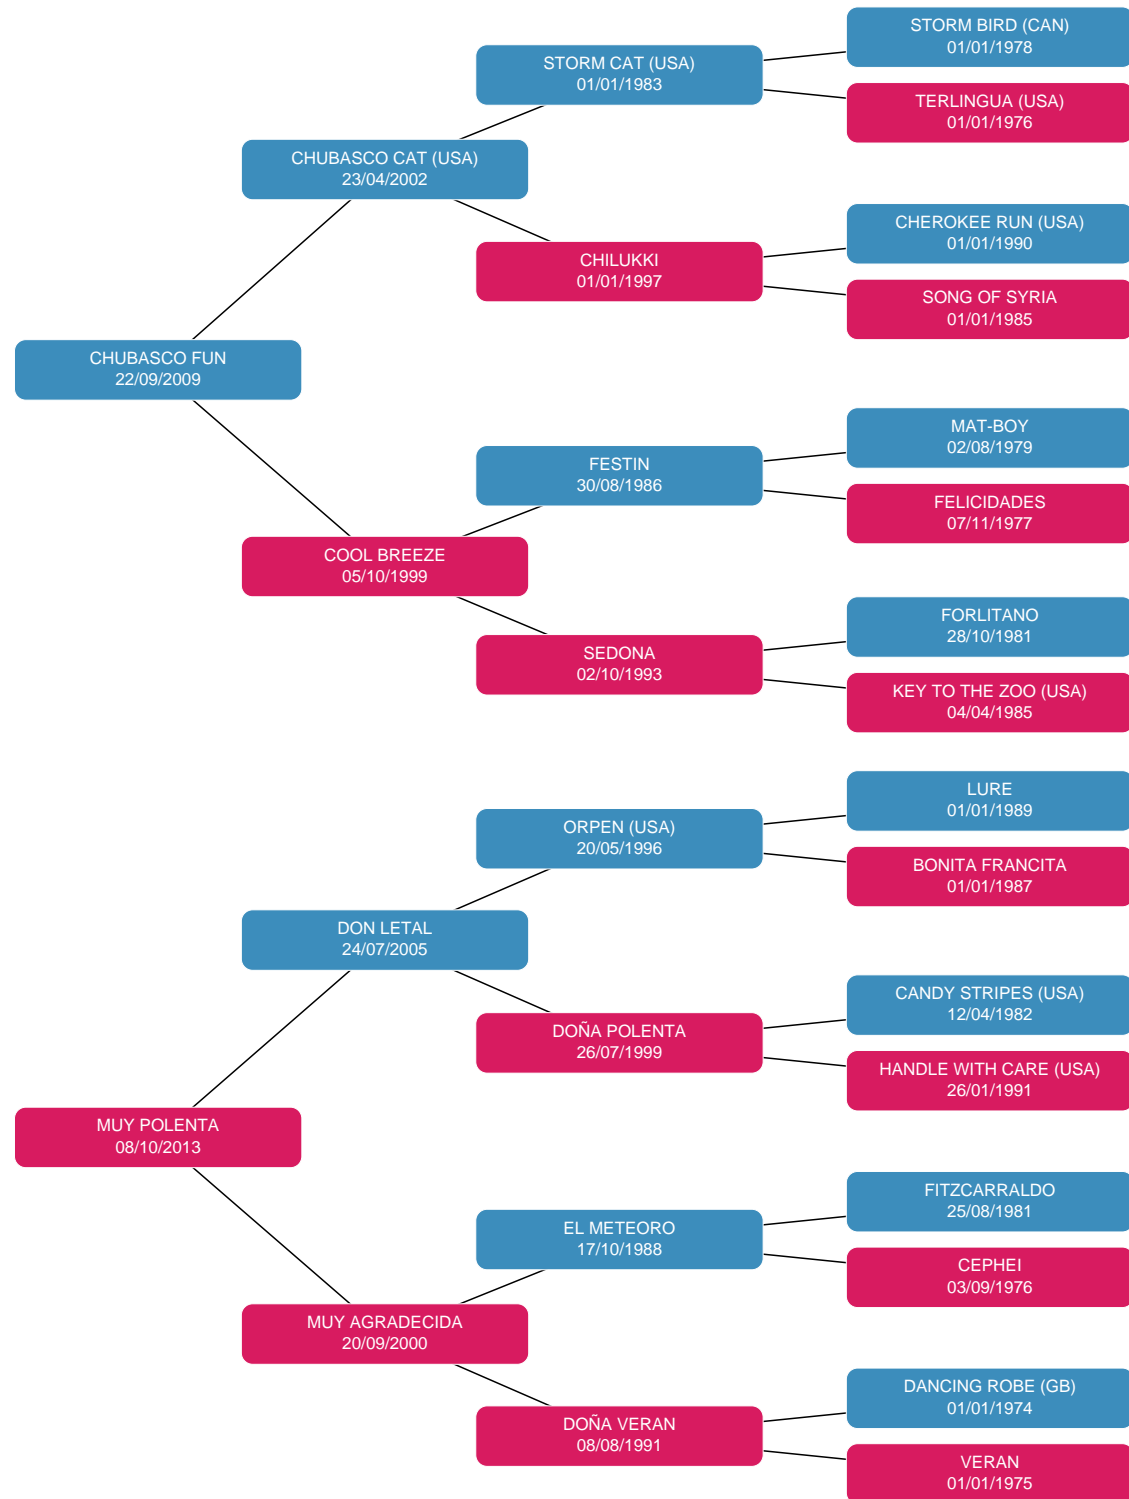 STORM BIRD (CAN)
01/01/1978
STORM CAT (USA)
01/01/1983
TERLINGUA (USA)
01/01/1976
CHUBASCO CAT (USA)
23/04/2002
CHEROKEE RUN (USA)
01/01/1990
CHILUKKI
01/01/1997
SONG OF SYRIA
01/01/1985
CHUBASCO FUN
22/09/2009
MAT-BOY
02/08/1979
FESTIN
30/08/1986
FELICIDADES
07/11/1977
COOL BREEZE
05/10/1999
FORLITANO
28/10/1981
SEDONA
02/10/1993
KEY TO THE ZOO (USA)
04/04/1985
LURE
01/01/1989
ORPEN (USA)
20/05/1996
BONITA FRANCITA
01/01/1987
DON LETAL
24/07/2005
CANDY STRIPES (USA)
12/04/1982
DOÑA POLENTA
26/07/1999
HANDLE WITH CARE (USA)
26/01/1991
MUY POLENTA
08/10/2013
FITZCARRALDO
25/08/1981
EL METEORO
17/10/1988
CEPHEI
03/09/1976
MUY AGRADECIDA
20/09/2000
DANCING ROBE (GB)
01/01/1974
DOÑA VERAN
08/08/1991
VERAN
01/01/1975